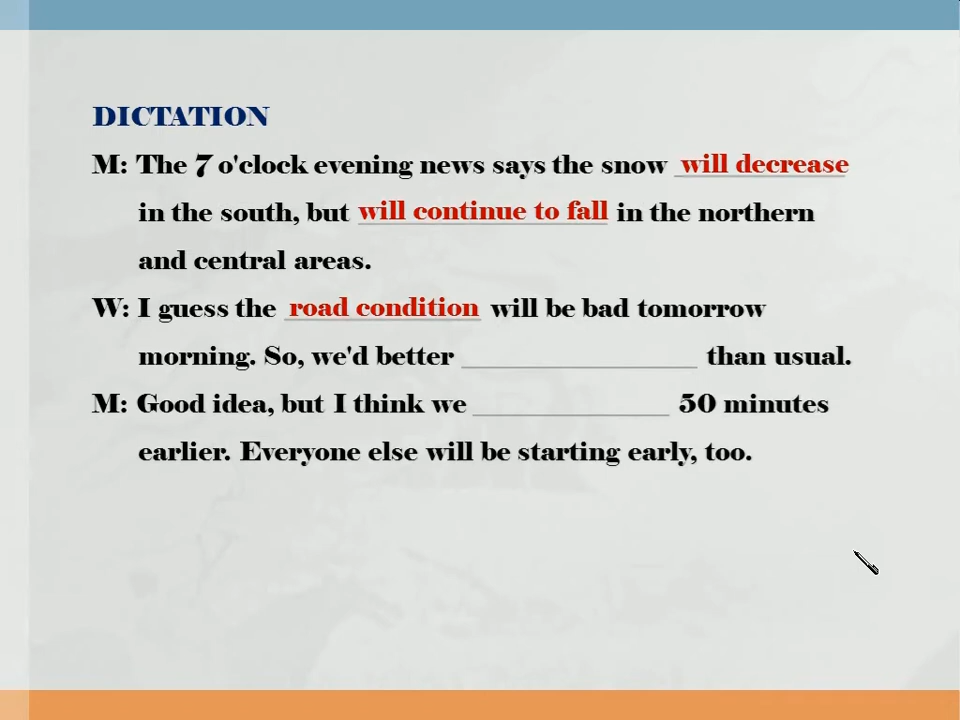 DICTATION
M: The 7 o'clock evening news says the snow will decrease
in the south, but will continue to fall in the northern
and central areas.
W: I guess the road condition will be bad tomorrow
morning. So, we'd better ____________ than usual.
M: Good idea, but I think we ____________ 50 minutes
earlier. Everyone else will be starting early, too.